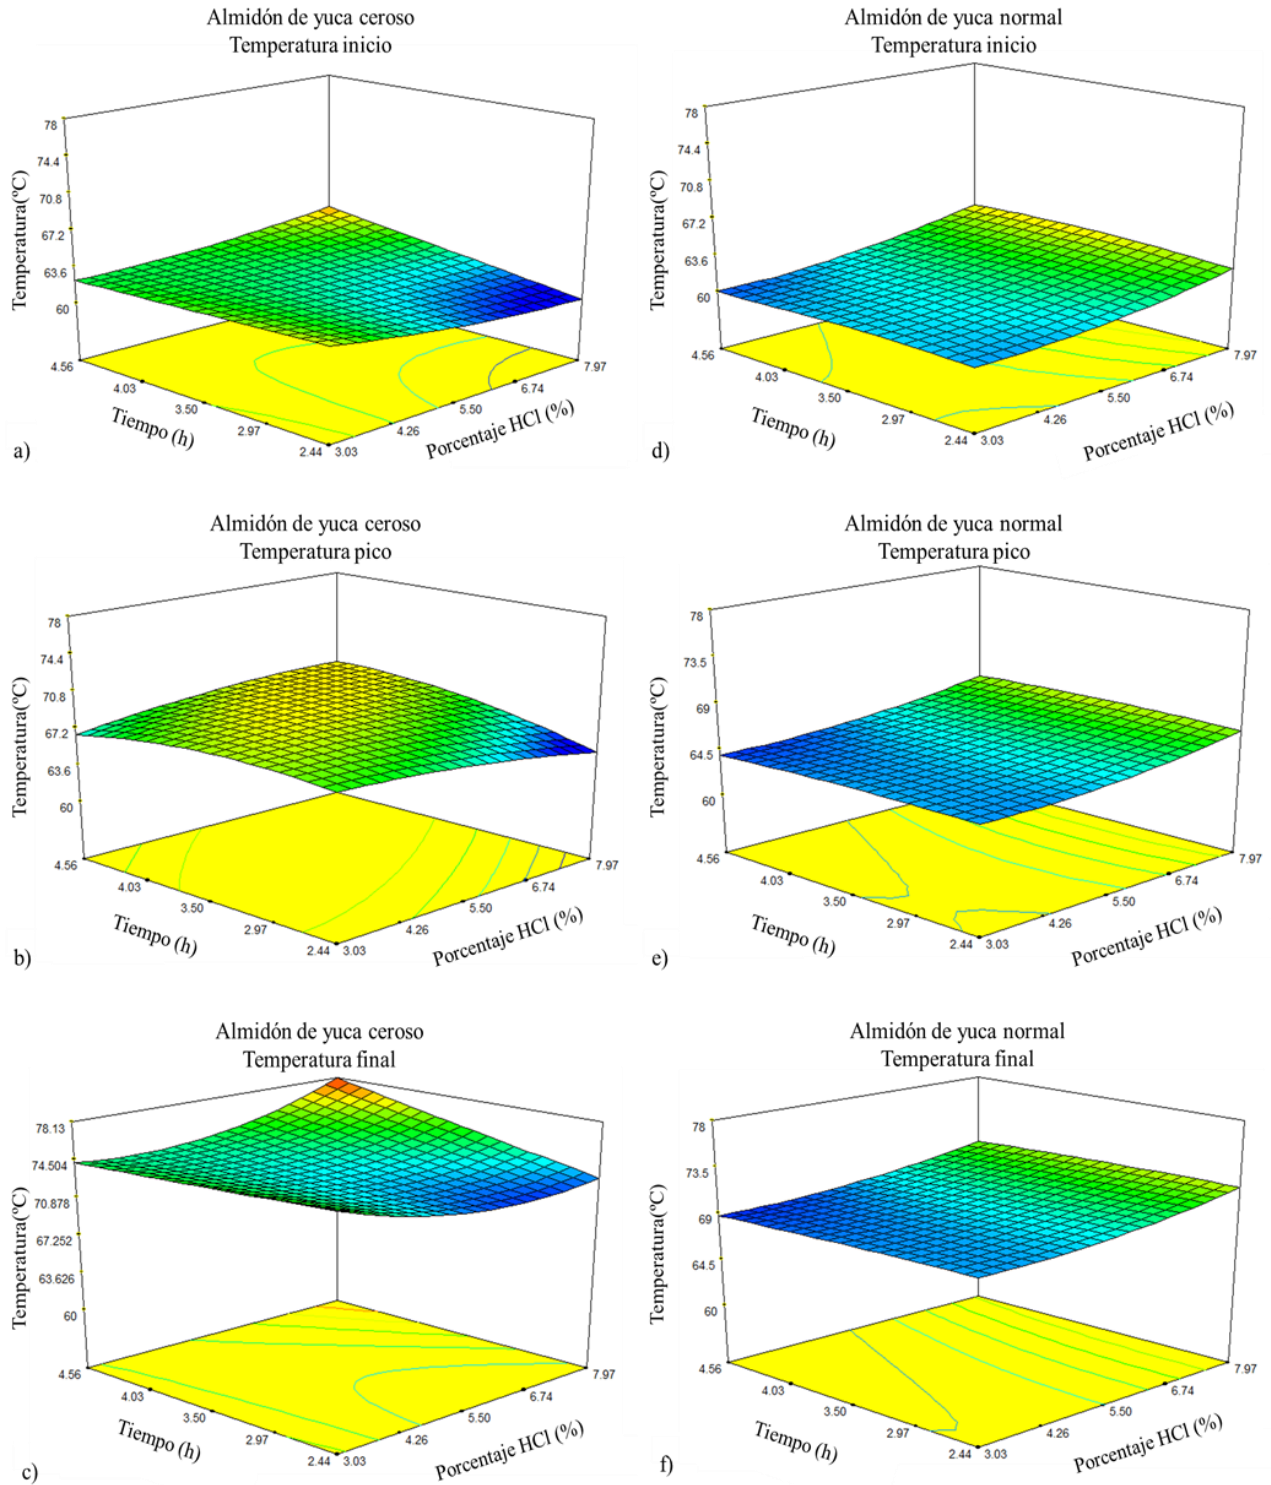 Almidón de yuca ceroso
Temperatura inicio
Temperatura(ºC)
78
74.4
70.8
67.2
63.6
60
4.56
4.03
3.50
2.97
2.44
3.03
4.26
5.50
6.74
7.97
Tiempo (h)
Porcentaje HCl (%)
a)
Almidón de yuca normal
Temperatura inicio
Temperatura(ºC)
78
74.4
70.8
67.2
63.6
60
4.56
4.03
3.50
2.97
2.44
3.03
4.26
5.50
6.74
7.97
Tiempo (h)
Porcentaje HCl (%)
d)
Almidón de yuca ceroso
Temperatura pico
Temperatura(ºC)
78
74.4
70.8
67.2
63.6
60
4.56
4.03
3.50
2.97
2.44
3.03
4.26
5.50
6.74
7.97
Tiempo (h)
Porcentaje HCl (%)
b)
Almidón de yuca normal
Temperatura pico
Temperatura(ºC)
78
73.5
69
64.5
60
4.56
4.03
3.50
2.97
2.44
3.03
4.26
5.50
6.74
7.97
Tiempo (h)
Porcentaje HCl (%)
e)
Almidón de yuca ceroso
Temperatura final
Temperatura(ºC)
78.13
74.504
70.878
67.252
63.626
60
4.56
4.03
3.50
2.97
2.44
3.03
4.26
5.50
6.74
7.97
Tiempo (h)
Porcentaje HCl (%)
c)
Almidón de yuca normal
Temperatura final
Temperatura(ºC)
78
73.5
69
64.5
60
4.56
4.03
3.50
2.97
2.44
3.03
4.26
5.50
6.74
7.97
Tiempo (h)
Porcentaje HCl (%)
f)